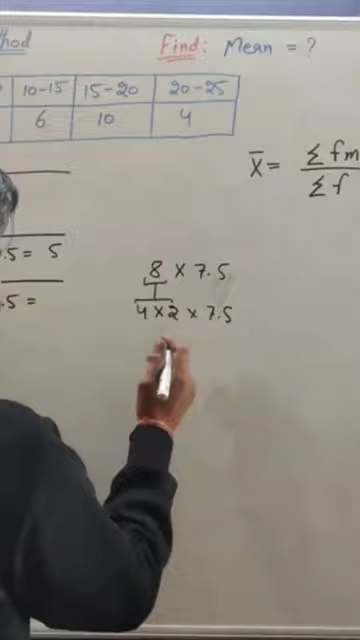 thod
Find: Mean = ?
10-15 15-20 20-25
6 10 4
X̄ = Σfm / Σf
.5 = 5
.5 =
8 × 7.5
4 × 2 × 7.5